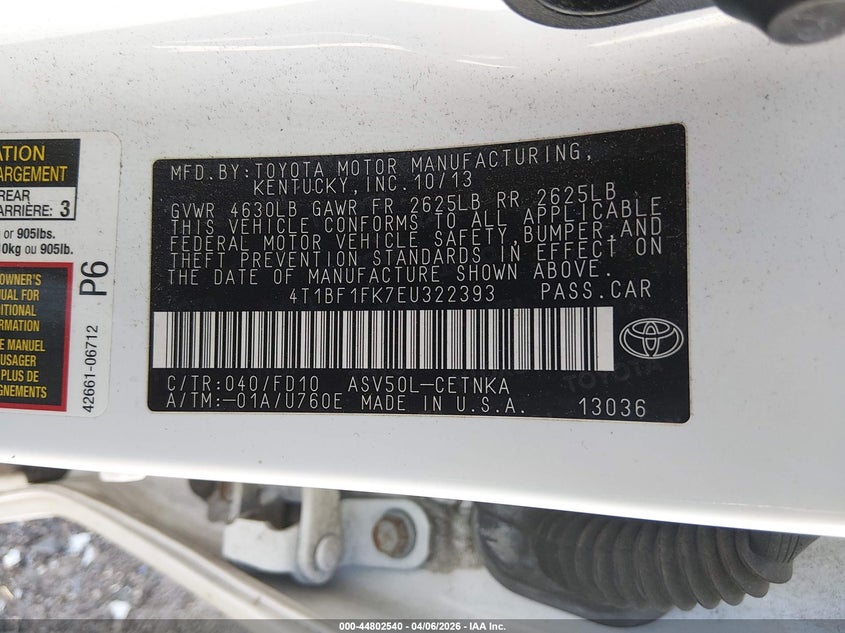 ATION
ARGEMENT
REAR
ARRIÈRE: 3
or 905lbs.
10kg ou 905lb.
OWNER'S
UAL FOR
ITIONAL
RMATION
E MANUEL
USAGER
PLUS DE
GNEMENTS
P6
42661-06712
MFD. BY: TOYOTA MOTOR MANUFACTURING,
KENTUCKY, INC. 10/13
GVWR 4630LB GAWR FR 2625LB RR 2625LB
THIS VEHICLE CONFORMS TO ALL APPLICABLE
FEDERAL MOTOR VEHICLE SAFETY, BUMPER, AND
THEFT PREVENTION STANDARDS IN EFFECT ON
THE DATE OF MANUFACTURE SHOWN ABOVE.
4T1BF1FK7EU322393 PASS. CAR
C/TR: 040/FD10 ASV50L-CETNKA
A/TM: -01A/U760E MADE IN U.S.A. 13036
TOYOTA
000-44802540 - 04/06/2026 - IAA Inc.